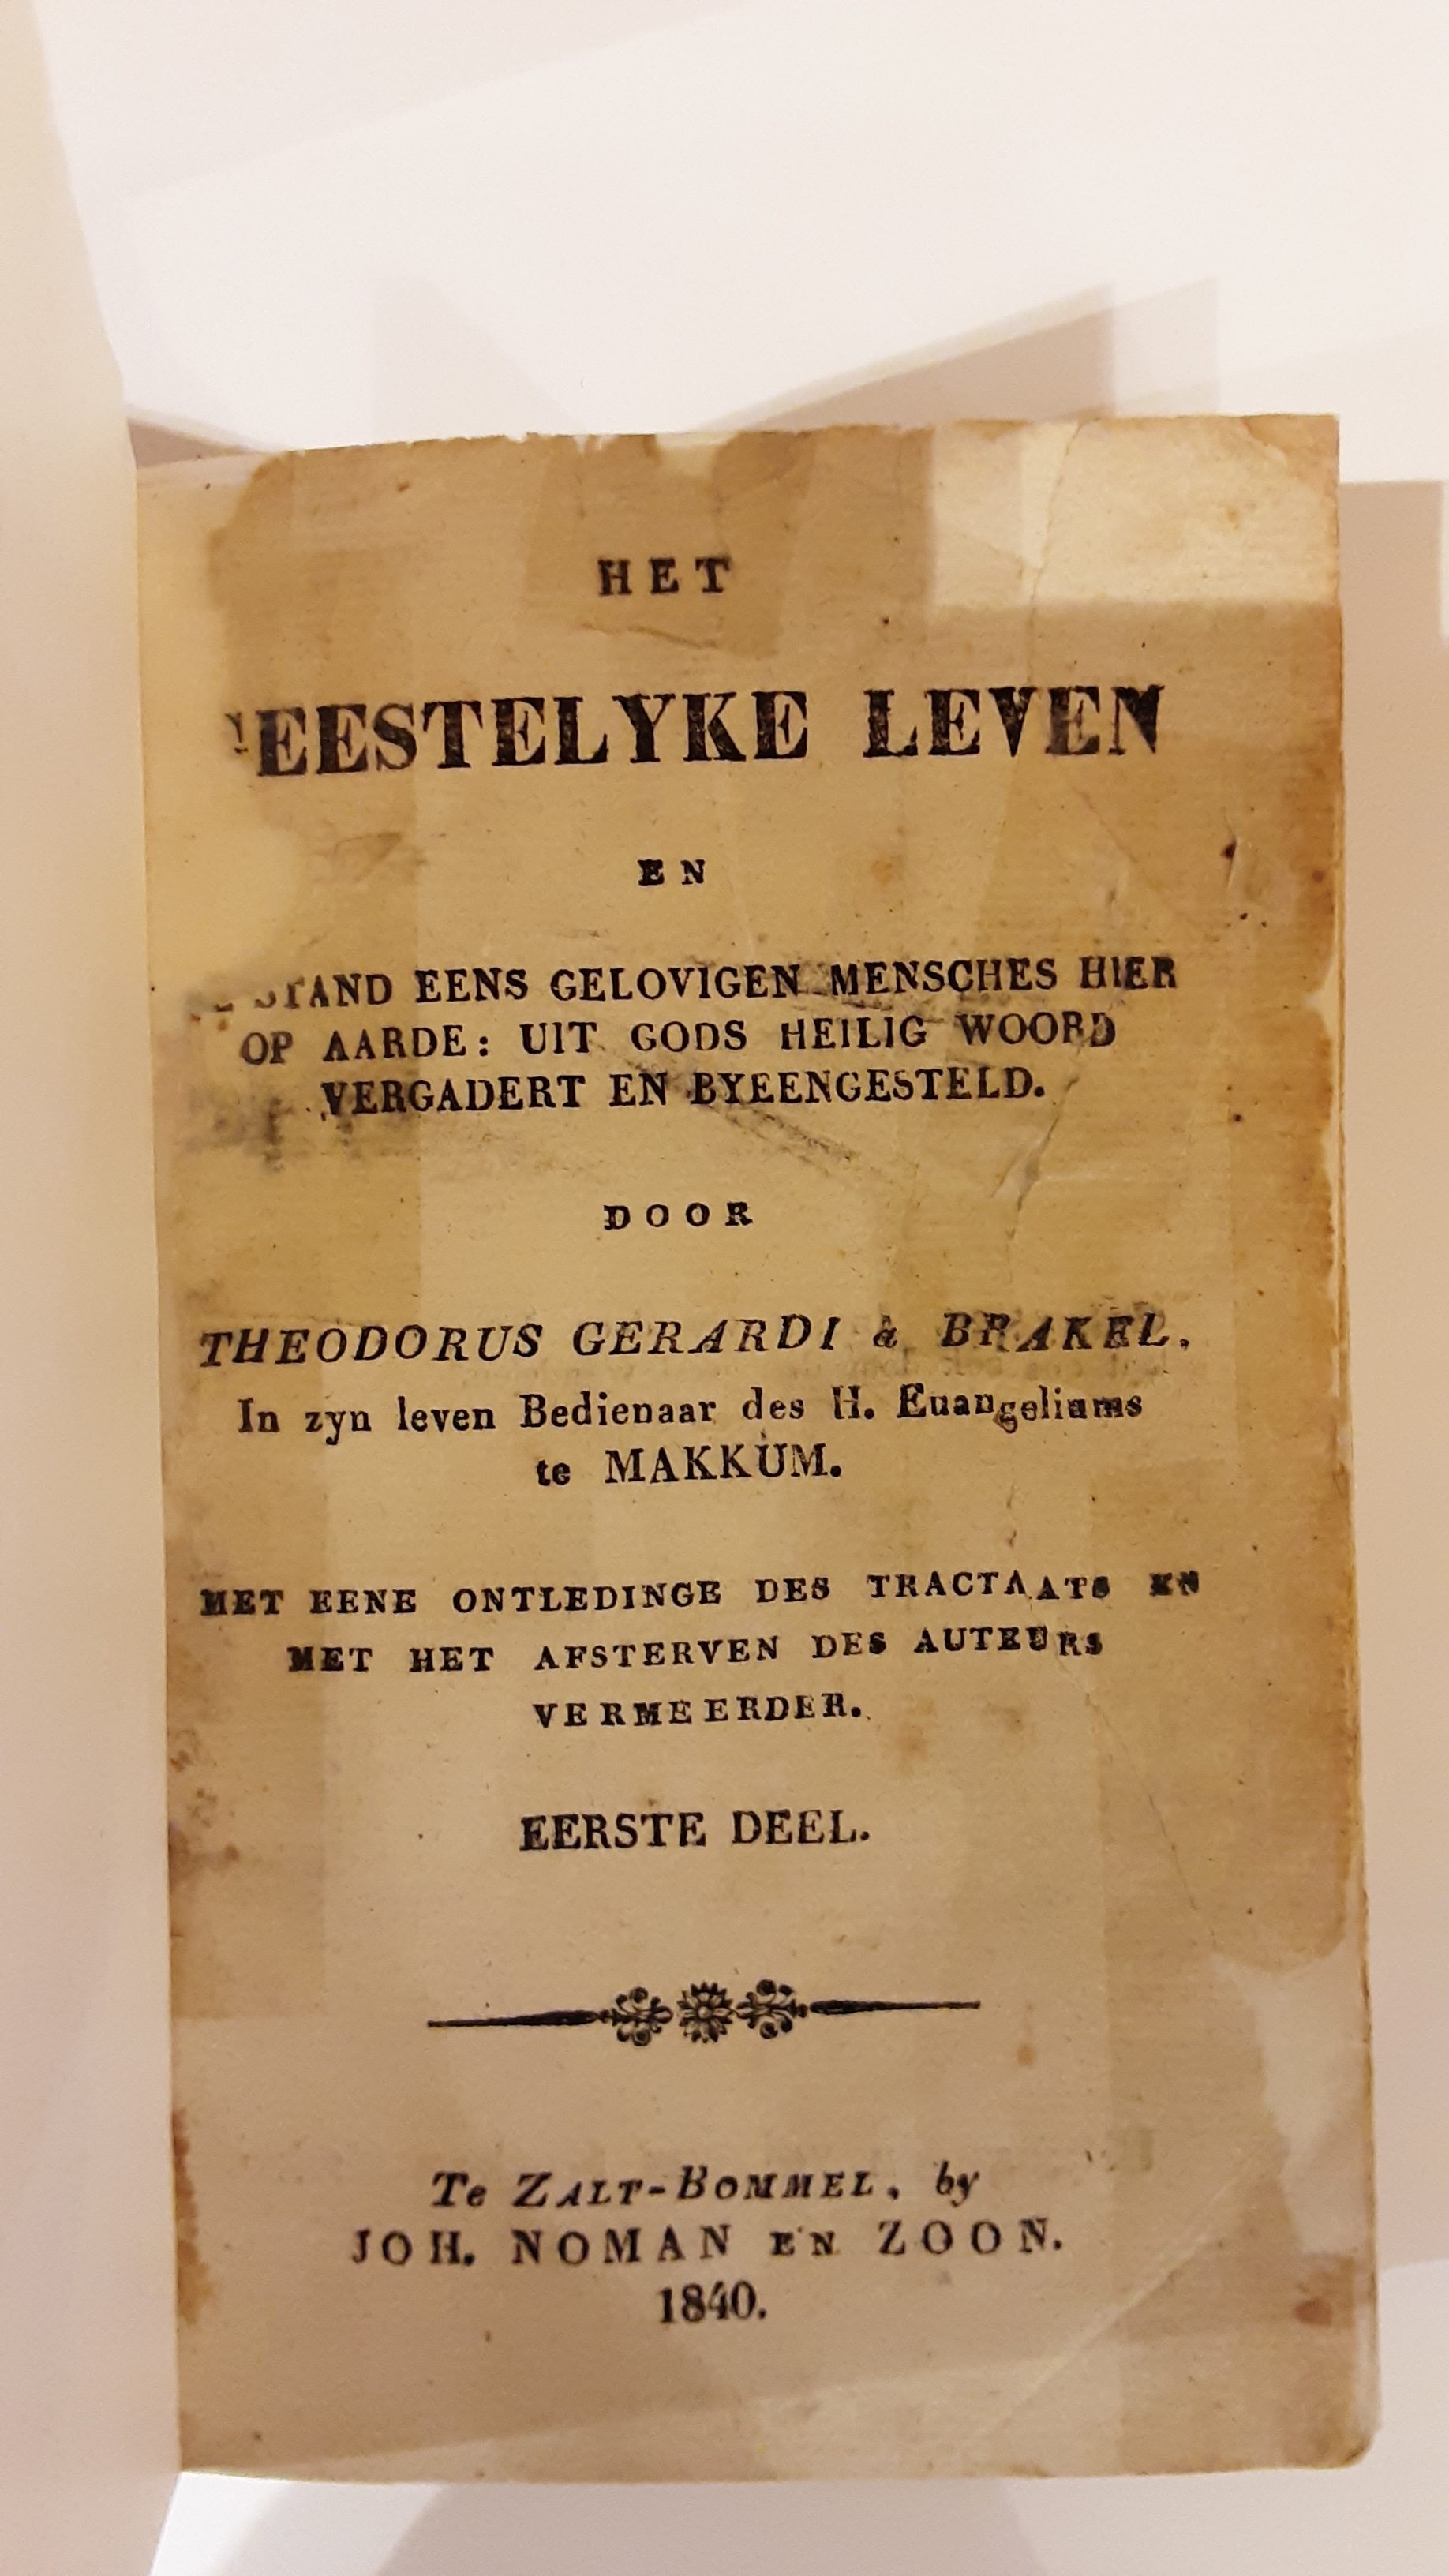 HET
EESTELYKE LEVEN
EN
STAND EENS GELOVIGEN MENSCHES HIER
OP AARDE: UIT GODS HEILIG WOORD
VERGADERT EN BYEENGESTELD.
DOOR
THEODORUS GERARDI à BRAKEL,
In zyn leven Bedienaar des H. Euangeliums
te MAKKUM.
MET EENE ONTLEDINGE DES TRACTAATS EN
MET HET AFSTERVEN DES AUTEURS
VERMEERDER.
EERSTE DEEL.
Te ZALT-BOMMEL, by
JOH. NOMAN EN ZOON.
1840.